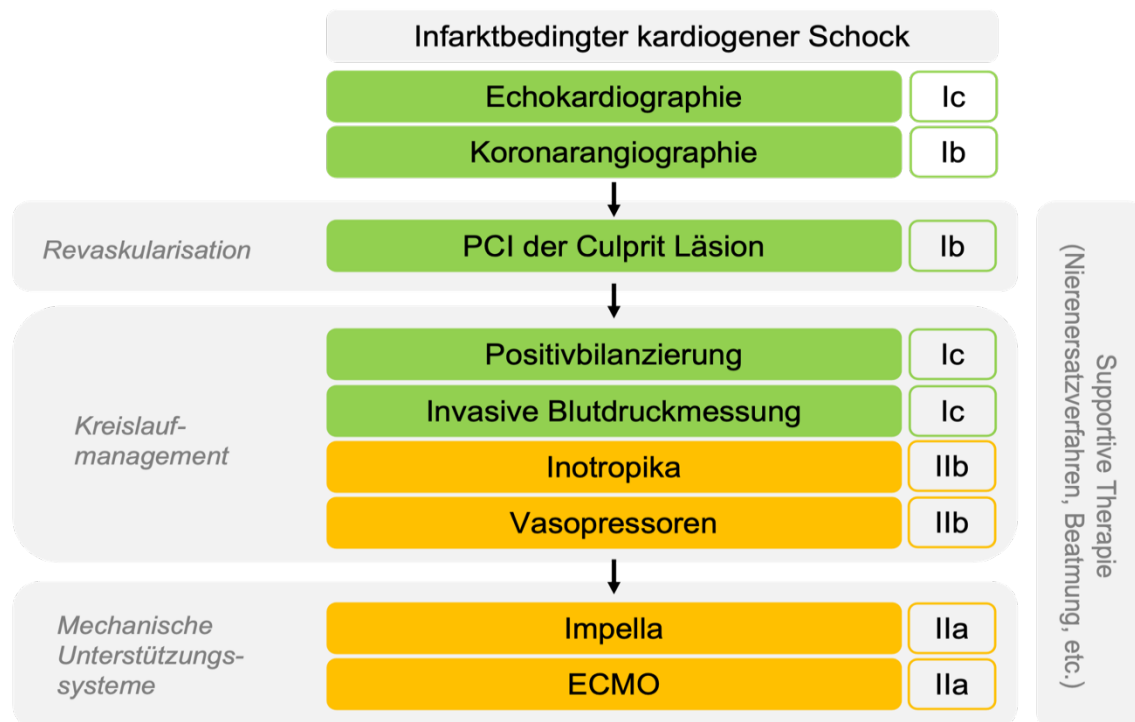 Infarktbedingter kardiogener Schock
Echokardiographie Ic
Koronarangiographie Ib
Revaskularisation
PCI der Culprit Läsion Ib
Kreislauf-
management
Positivbilanzierung Ic
Invasive Blutdruckmessung Ic
Inotropika IIb
Vasopressoren IIb
Mechanische
Unterstützungs-
systeme
Impella IIa
ECMO IIa
Supportive Therapie
(Nierenersatzverfahren, Beatmung, etc.)